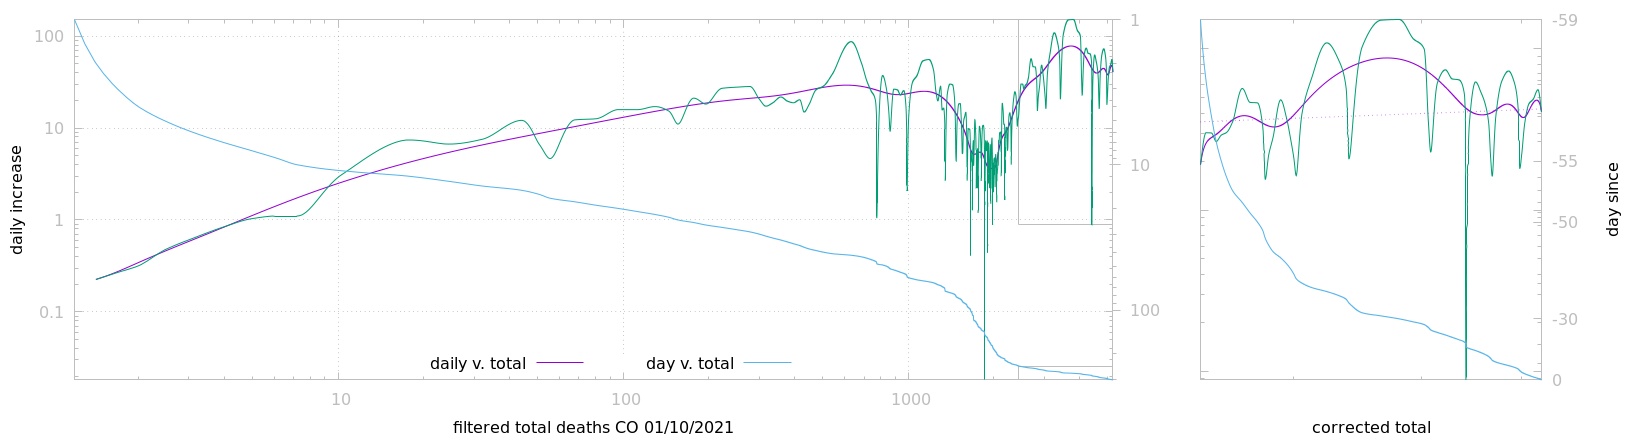 100
10
1
0.1
daily increase
1
10
100
daily v. total
day v. total
10
100
1000
filtered total deaths CO 01/10/2021
-59
-55
-50
-30
0
day since
corrected total